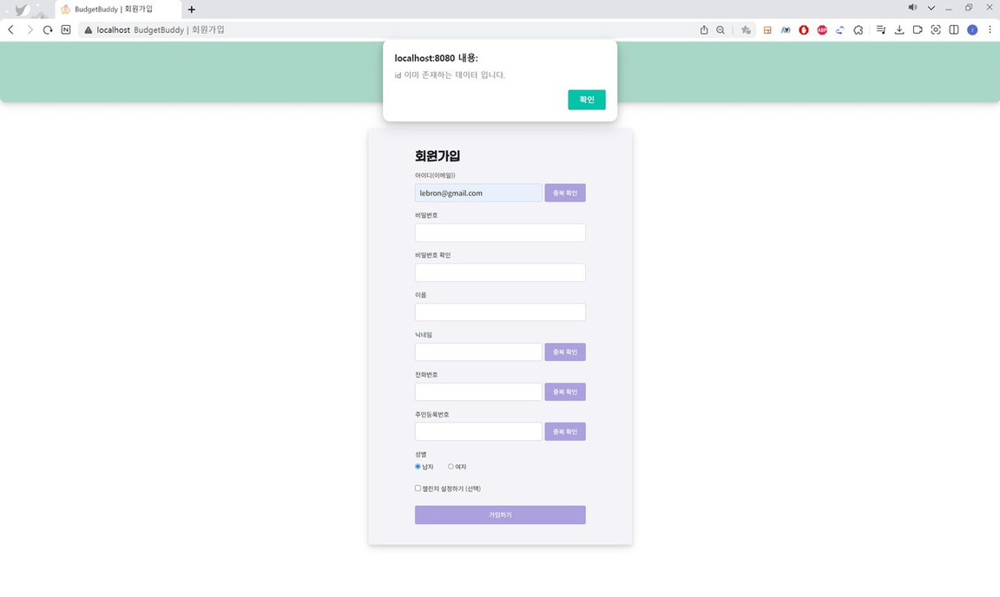 BudgetBuddy | 회원가입
localhost BudgetBuddy | 회원가입
localhost:8080 내용:
id 이미 존재하는 데이터 입니다.
확인
회원가입
아이디(이메일))
lebron@gmail.com
중복 확인
비밀번호
비밀번호 확인
이름
닉네임
중복 확인
전화번호
중복 확인
주민등록번호
중복 확인
성별
남자 여자
챌린지 설정하기 (선택)
가입하기